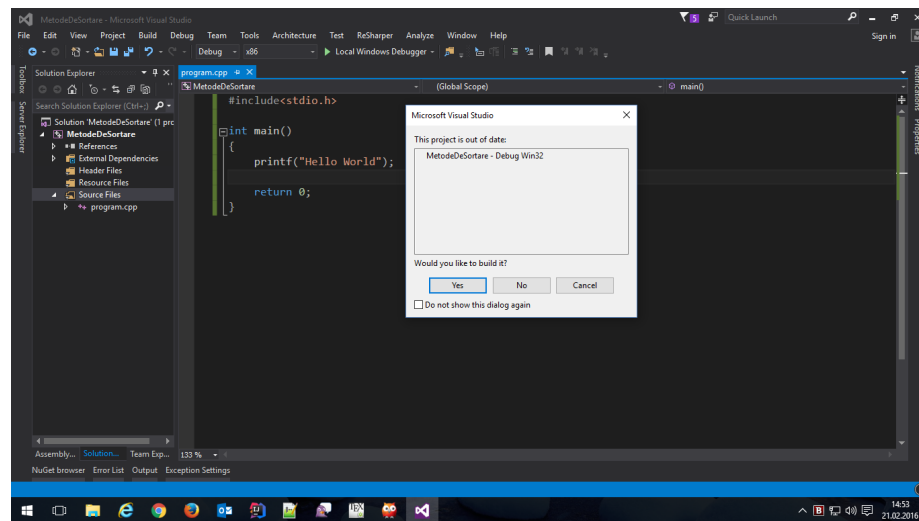 MetodeDeSortare - Microsoft Visual Studio
5
Quick Launch
File Edit View Project Build Debug Team Tools Architecture Test ReSharper Analyze Window Help
Sign in
Debug x86 Local Windows Debugger
Toolbox
Server Explorer
Solution Explorer
Search Solution Explorer (Ctrl+;)
Solution 'MetodeDeSortare' (1 prc
MetodeDeSortare
References
External Dependencies
Header Files
Resource Files
Source Files
program.cpp
Assembly... Solution... Team Exp...
program.cpp
MetodeDeSortare (Global Scope) main()
#include<stdio.h>
int main()
{
printf("Hello World");
return 0;
}
133 %
Microsoft Visual Studio
This project is out of date:
MetodeDeSortare - Debug Win32
Would you like to build it?
Yes No Cancel
Do not show this dialog again
Notifications
Properties
NuGet browser Error List Output Exception Settings
14:53
21.02.2016